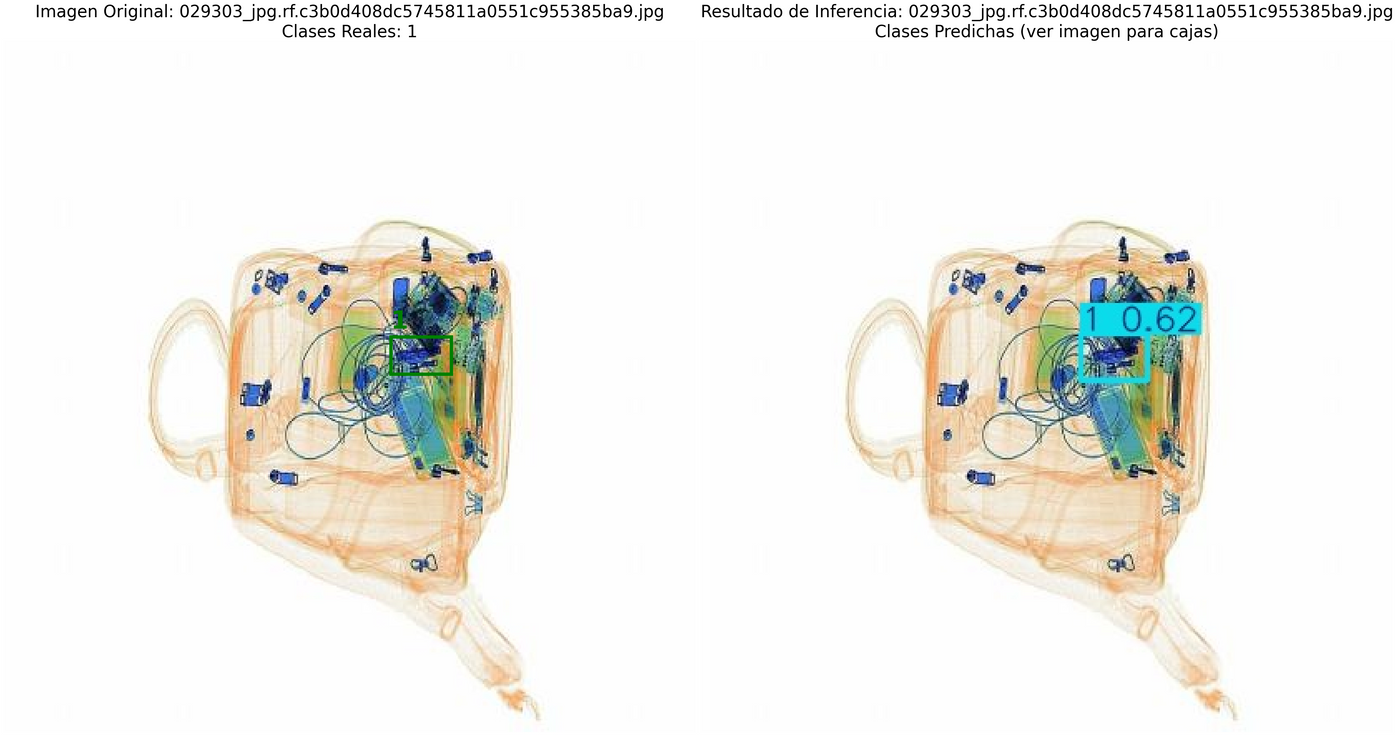 Imagen Original: 029303_jpg.rf.c3b0d408dc5745811a0551c955385ba9.jpg
Clases Reales: 1
1
Resultado de Inferencia: 029303_jpg.rf.c3b0d408dc5745811a0551c955385ba9.jpg
Clases Predichas (ver imagen para cajas)
1 0.62